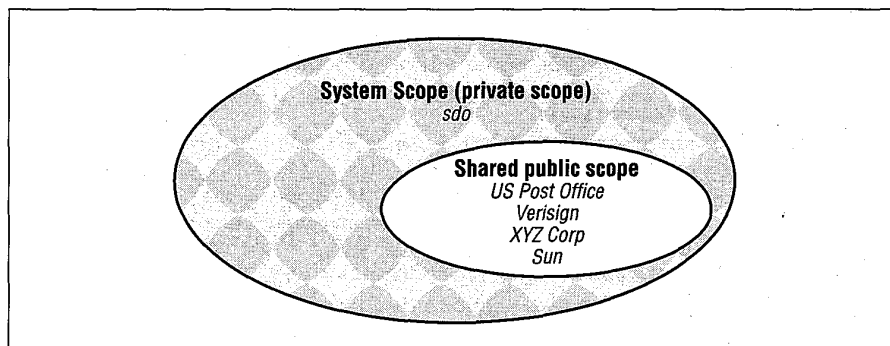 System Scope (private scope)
sdo
Shared public scope
US Post Office
Verisign
XYZ Corp
Sun